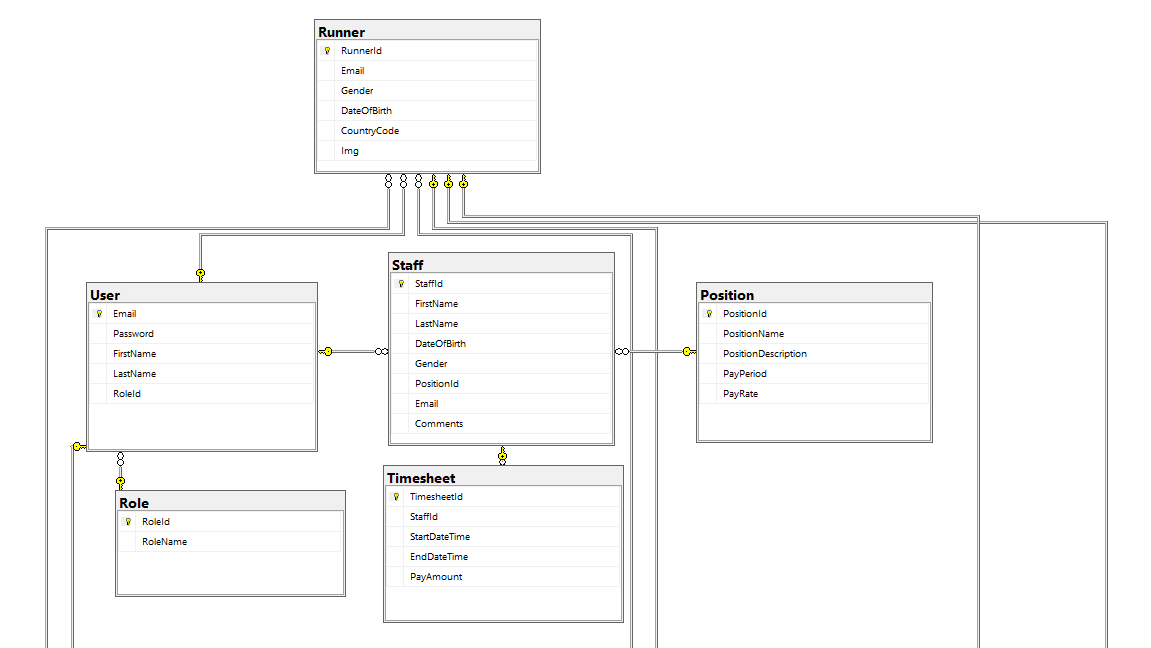 Runner
RunnerId
Email
Gender
DateOfBirth
CountryCode
Img
User
Email
Password
FirstName
LastName
RoleId
Staff
StaffId
FirstName
LastName
DateOfBirth
Gender
PositionId
Email
Comments
Position
PositionId
PositionName
PositionDescription
PayPeriod
PayRate
Role
RoleId
RoleName
Timesheet
TimesheetId
StaffId
StartDateTime
EndDateTime
PayAmount